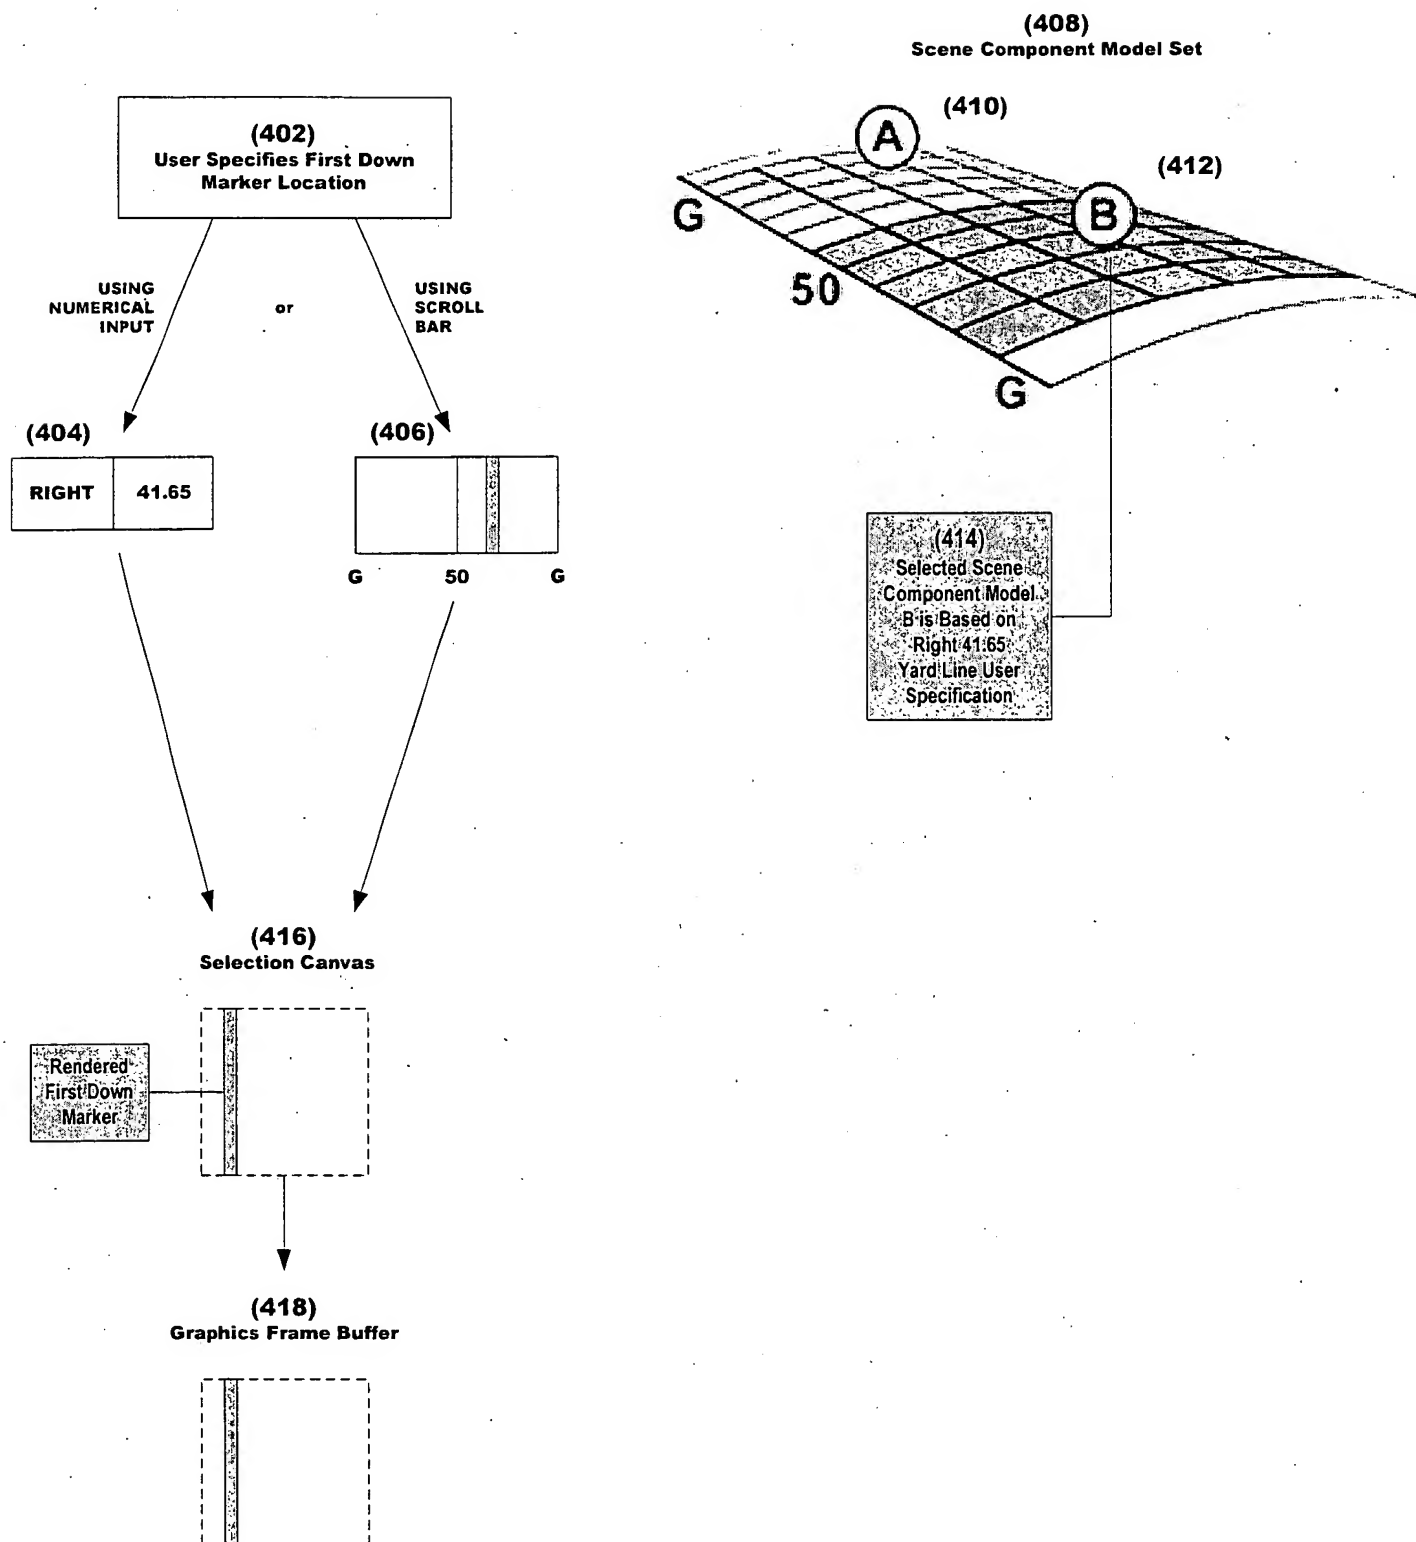 (408)
Scene Component Model Set
(402)
User Specifies First Down
Marker Location
(410)
A
(412)
B
G
50
G
USING
NUMERICAL
INPUT
or
USING
SCROLL
BAR
(404)
RIGHT 41.65
(406)
G 50 G
(414)
Selected Scene
Component Model
B is Based on
Right 41.65
Yard Line User
Specification
(416)
Selection Canvas
Rendered
First Down
Marker
(418)
Graphics Frame Buffer